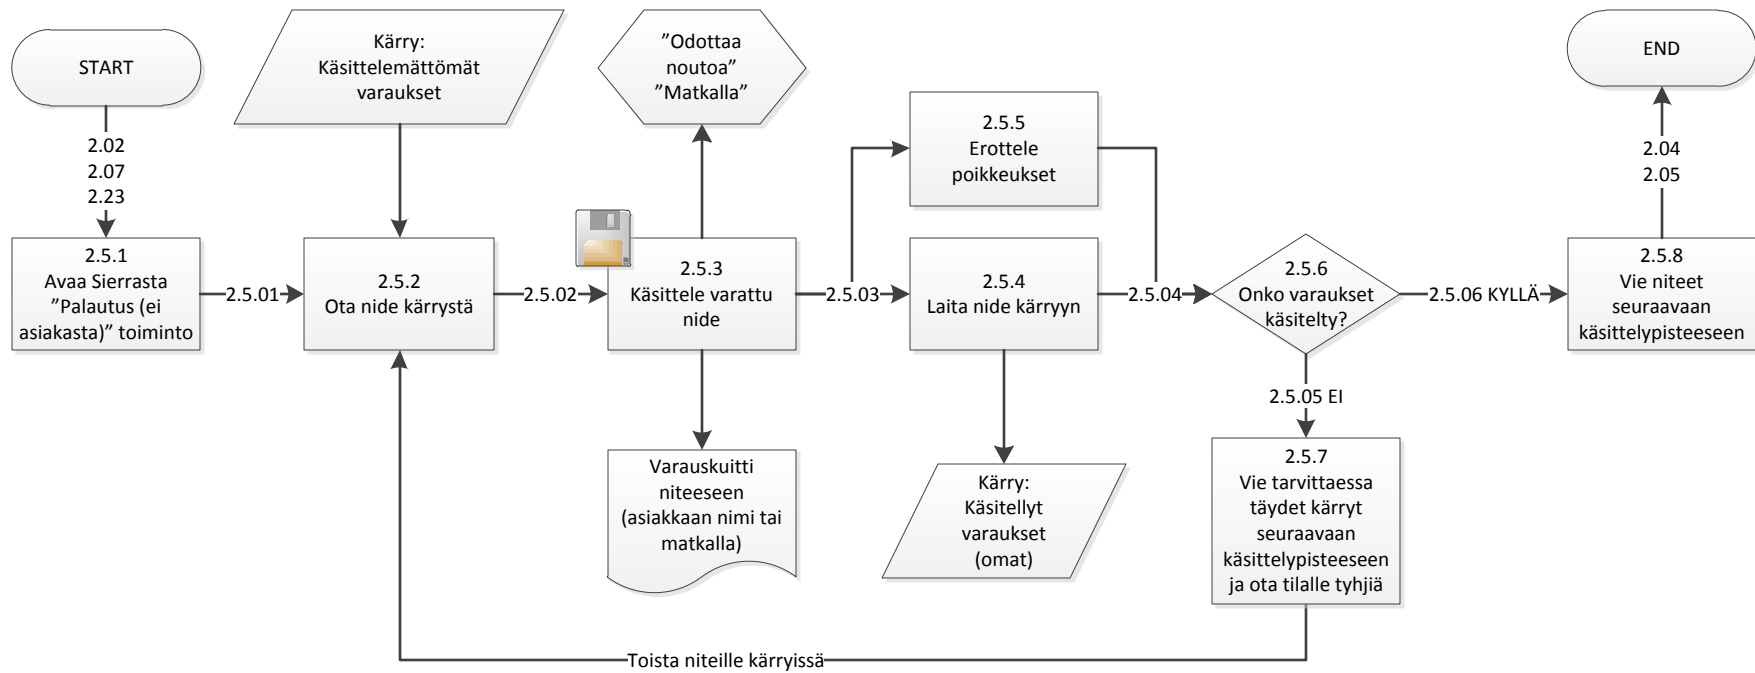 START
2.02
2.07
2.23
2.5.1
Avaa Sierrasta
”Palautus (ei
asiakasta)” toiminto
2.5.01
Kärry:
Käsittelemättömät
varaukset
2.5.2
Ota nide kärrystä
2.5.02
”Odottaa
noutoa”
”Matkalla”
2.5.3
Käsittele varattu
nide
Varauskuitti
niteeseen
(asiakkaan nimi tai
matkalla)
2.5.03
2.5.5
Erottele
poikkeukset
2.5.4
Laita nide kärryyn
Kärry:
Käsitellyt
varaukset
(omat)
2.5.04
2.5.6
Onko varaukset
käsitelty?
2.5.05 EI
2.5.7
Vie tarvittaessa
täydet kärryt
seuraavaan
käsittelypisteeseen
ja ota tilalle tyhjiä
Toista niteille kärryissä
2.5.06 KYLLÄ
2.5.8
Vie niteet
seuraavaan
käsittelypisteeseen
2.04
2.05
END